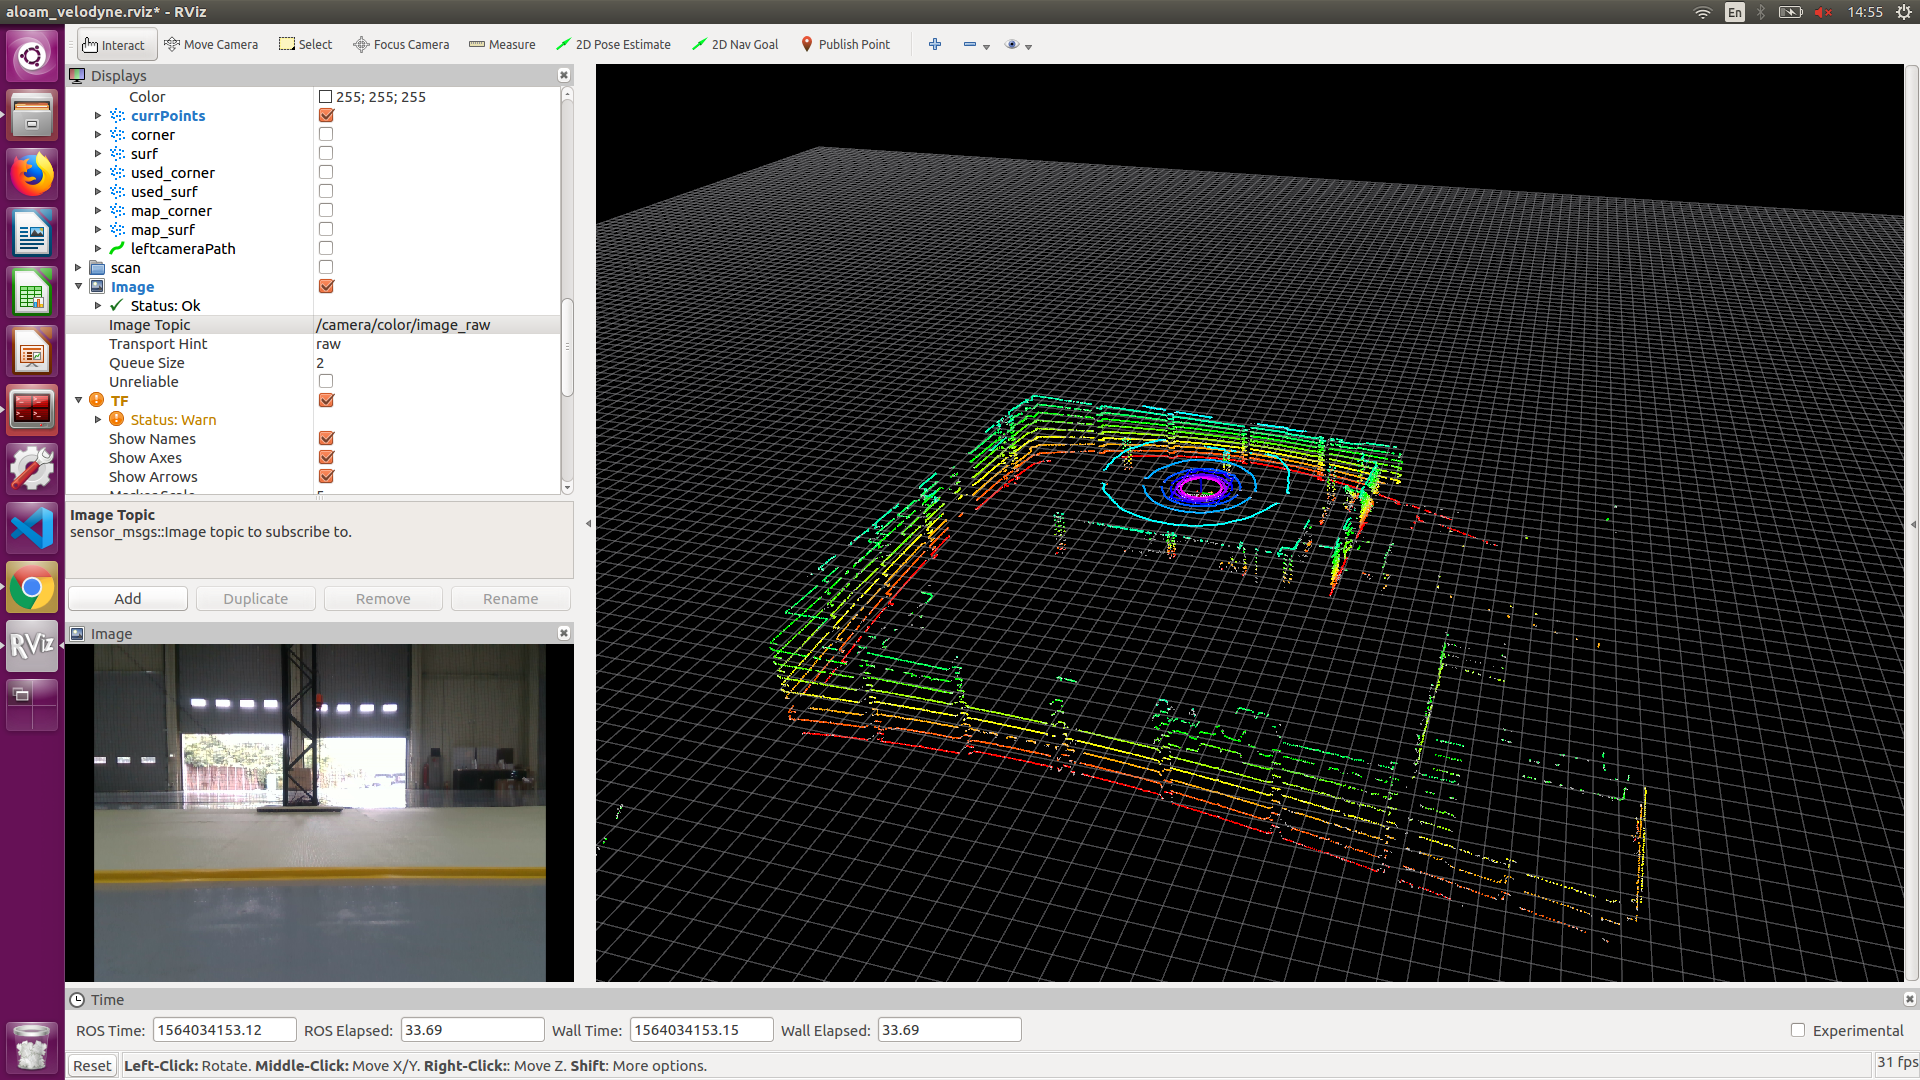 aloam_velodyne.rviz* - RViz
En
14:55
Interact
Move Camera
Select
Focus Camera
Measure
2D Pose Estimate
2D Nav Goal
Publish Point
Displays
Color
255; 255; 255
currPoints
corner
surf
used_corner
used_surf
map_corner
map_surf
leftcameraPath
scan
Image
Status: Ok
Image Topic
/camera/color/image_raw
Transport Hint
raw
Queue Size
2
Unreliable
TF
Status: Warn
Show Names
Show Axes
Show Arrows
Image Topic
sensor_msgs::Image topic to subscribe to.
Add
Duplicate
Remove
Rename
RViz
Image
Time
ROS Time:
1564034153.12
ROS Elapsed:
33.69
Wall Time:
1564034153.15
Wall Elapsed:
33.69
Experimental
Reset
Left-Click: Rotate. Middle-Click: Move X/Y. Right-Click:: Move Z. Shift: More options.
31 fps